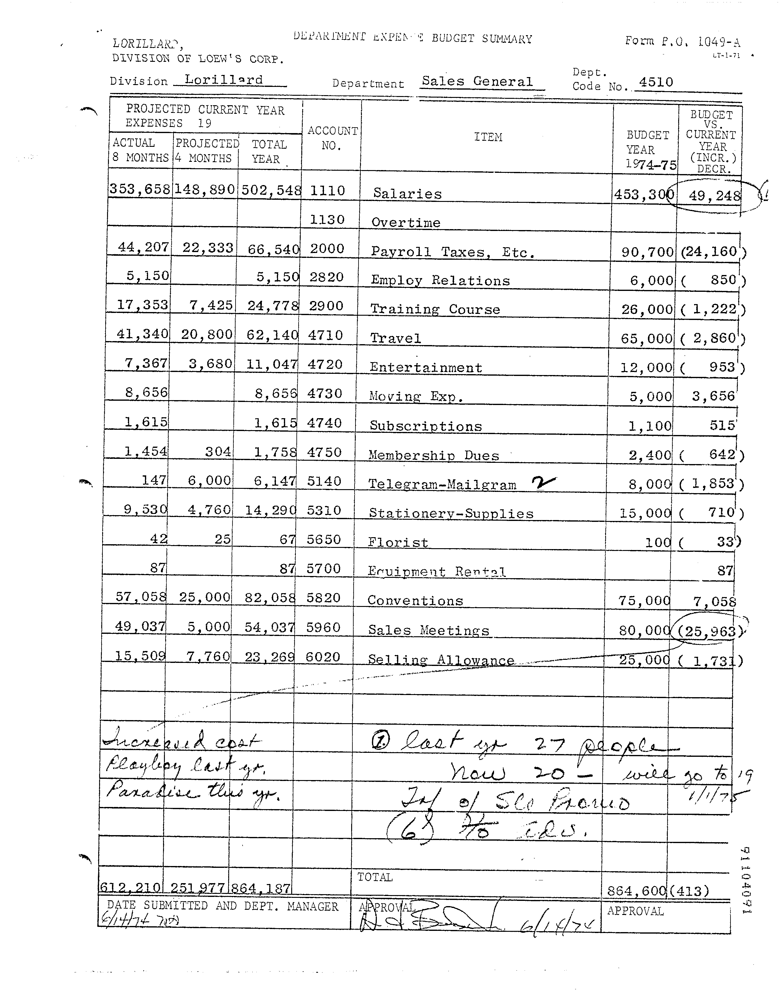 LORILLARD,
DIVISION OF LOEW'S CORP.
DEPARTMENT EXPENSE BUDGET SUMMARY
Form P.O. 1049-A
LT-1-71
Division Lorillard Department Sales General Dept. Code No. 4510
PROJECTED CURRENT YEAR EXPENSES 19
ACTUAL 8 MONTHS PROJECTED 4 MONTHS TOTAL YEAR ACCOUNT NO. ITEM BUDGET YEAR 1974-75 BUDGET VS. CURRENT YEAR (INCR.) DECR.
353,658 148,890 502,548 1110 Salaries 453,300 49,248
1130 Overtime
44,207 22,333 66,540 2000 Payroll Taxes, Etc. 90,700 (24,160)
5,150 5,150 2820 Employ Relations 6,000 ( 850)
17,353 7,425 24,778 2900 Training Course 26,000 ( 1,222)
41,340 20,800 62,140 4710 Travel 65,000 ( 2,860)
7,367 3,680 11,047 4720 Entertainment 12,000 ( 953)
8,656 8,656 4730 Moving Exp. 5,000 3,656
1,615 1,615 4740 Subscriptions 1,100 515
1,454 304 1,758 4750 Membership Dues 2,400 ( 642)
147 6,000 6,147 5140 Telegram-Mailgram 2 8,000 ( 1,853)
9,530 4,760 14,290 5310 Stationery-Supplies 15,000 ( 710)
42 25 67 5650 Florist 100 ( 33)
87 87 5700 Equipment Rental 87
57,058 25,000 82,058 5820 Conventions 75,000 7,058
49,037 5,000 54,037 5960 Sales Meetings 80,000 (25,963)
15,509 7,760 23,269 6020 Selling Allowance 25,000 ( 1,731)
Increased cost
Playboy last yr.
Paradise this yr.
① last yr 27 people
Now 20 - will go to 19
1/1/75
Trf of Sls Promo
(6) to
TOTAL
612,210 251,977 864,187 864,600 (413)
DATE SUBMITTED AND DEPT. MANAGER APPROVAL APPROVAL
6/14/74
6/14/74
91104091